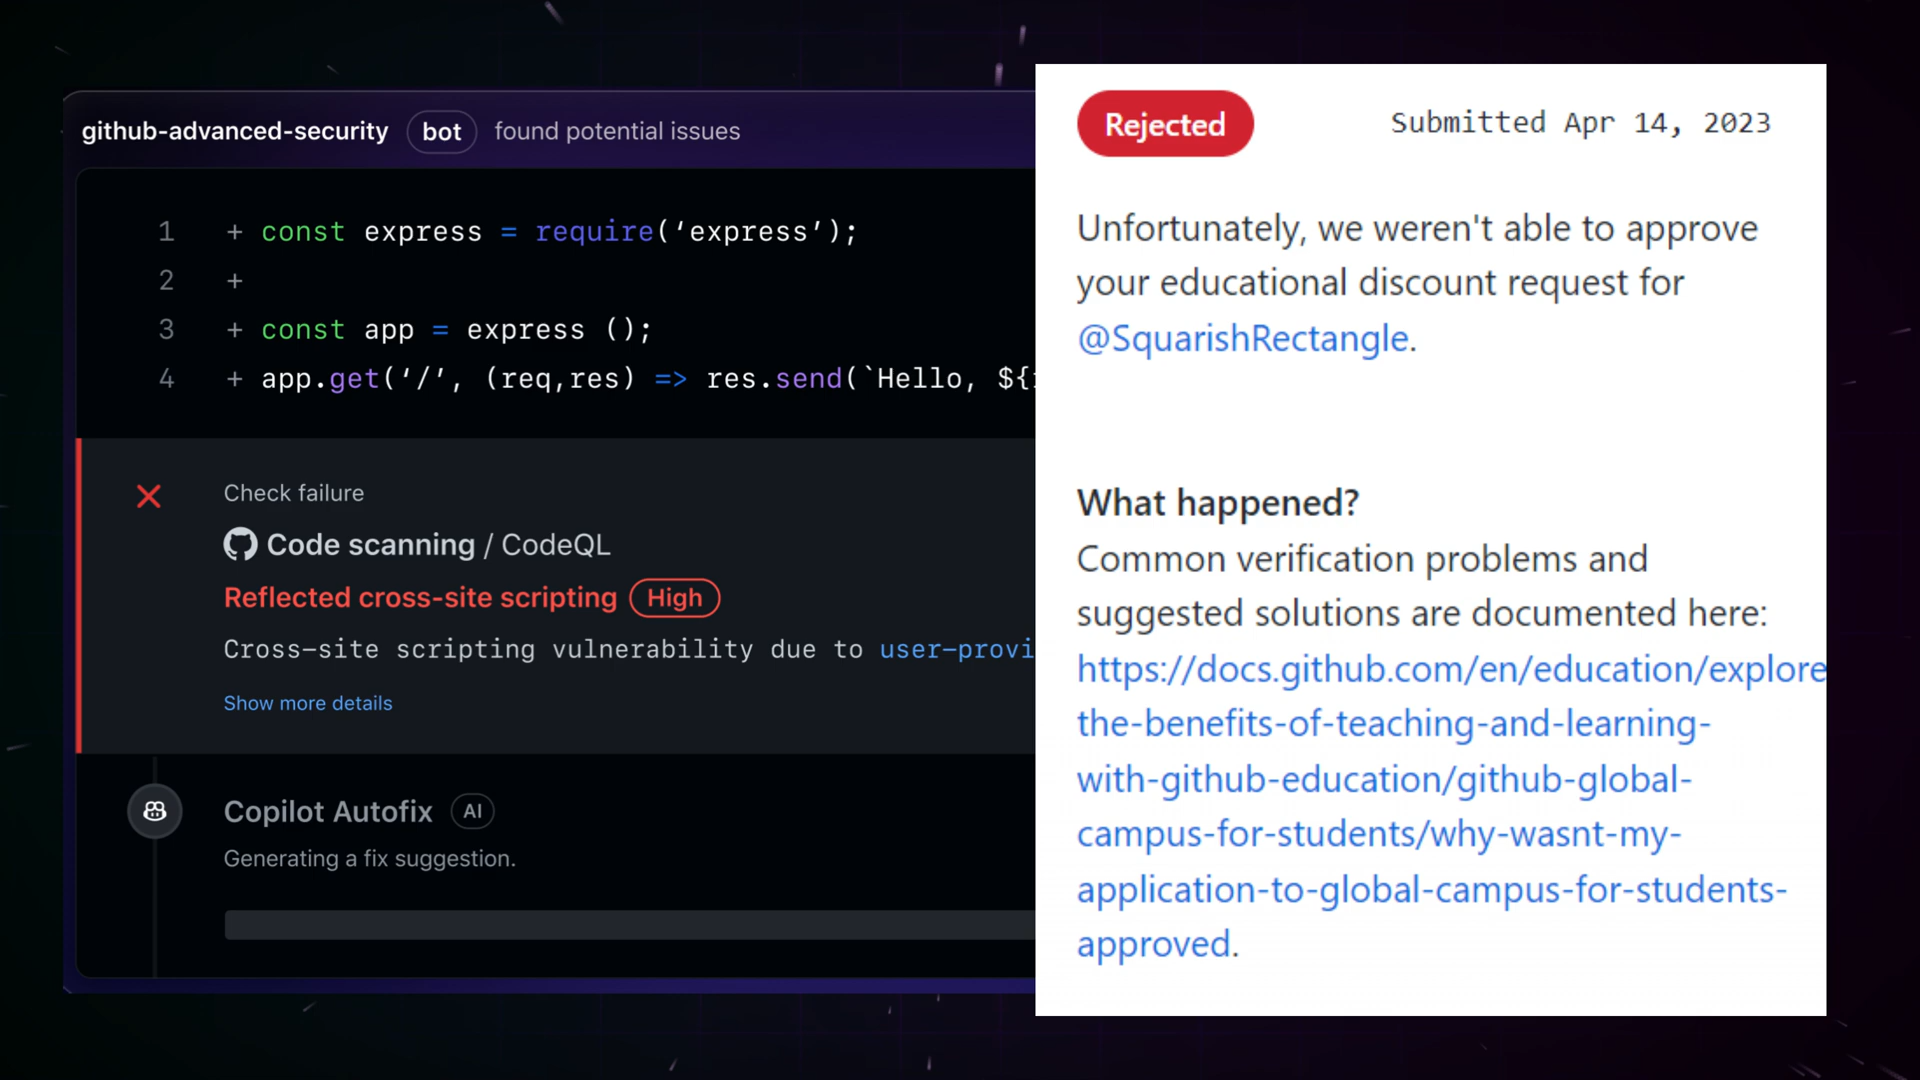 github-advanced-security bot found potential issues
1 + const express = require(‘express’);
2 +
3 + const app = express ();
4 + app.get(‘/’, (req,res) => res.send(`Hello, ${
Check failure
Code scanning / CodeQL
Reflected cross-site scripting High
Cross-site scripting vulnerability due to user-provi
Show more details
Copilot Autofix AI
Generating a fix suggestion.
Rejected Submitted Apr 14, 2023
Unfortunately, we weren't able to approve
your educational discount request for
@SquarishRectangle.
What happened?
Common verification problems and
suggested solutions are documented here:
https://docs.github.com/en/education/explore
the-benefits-of-teaching-and-learning-
with-github-education/github-global-
campus-for-students/why-wasnt-my-
application-to-global-campus-for-students-
approved.